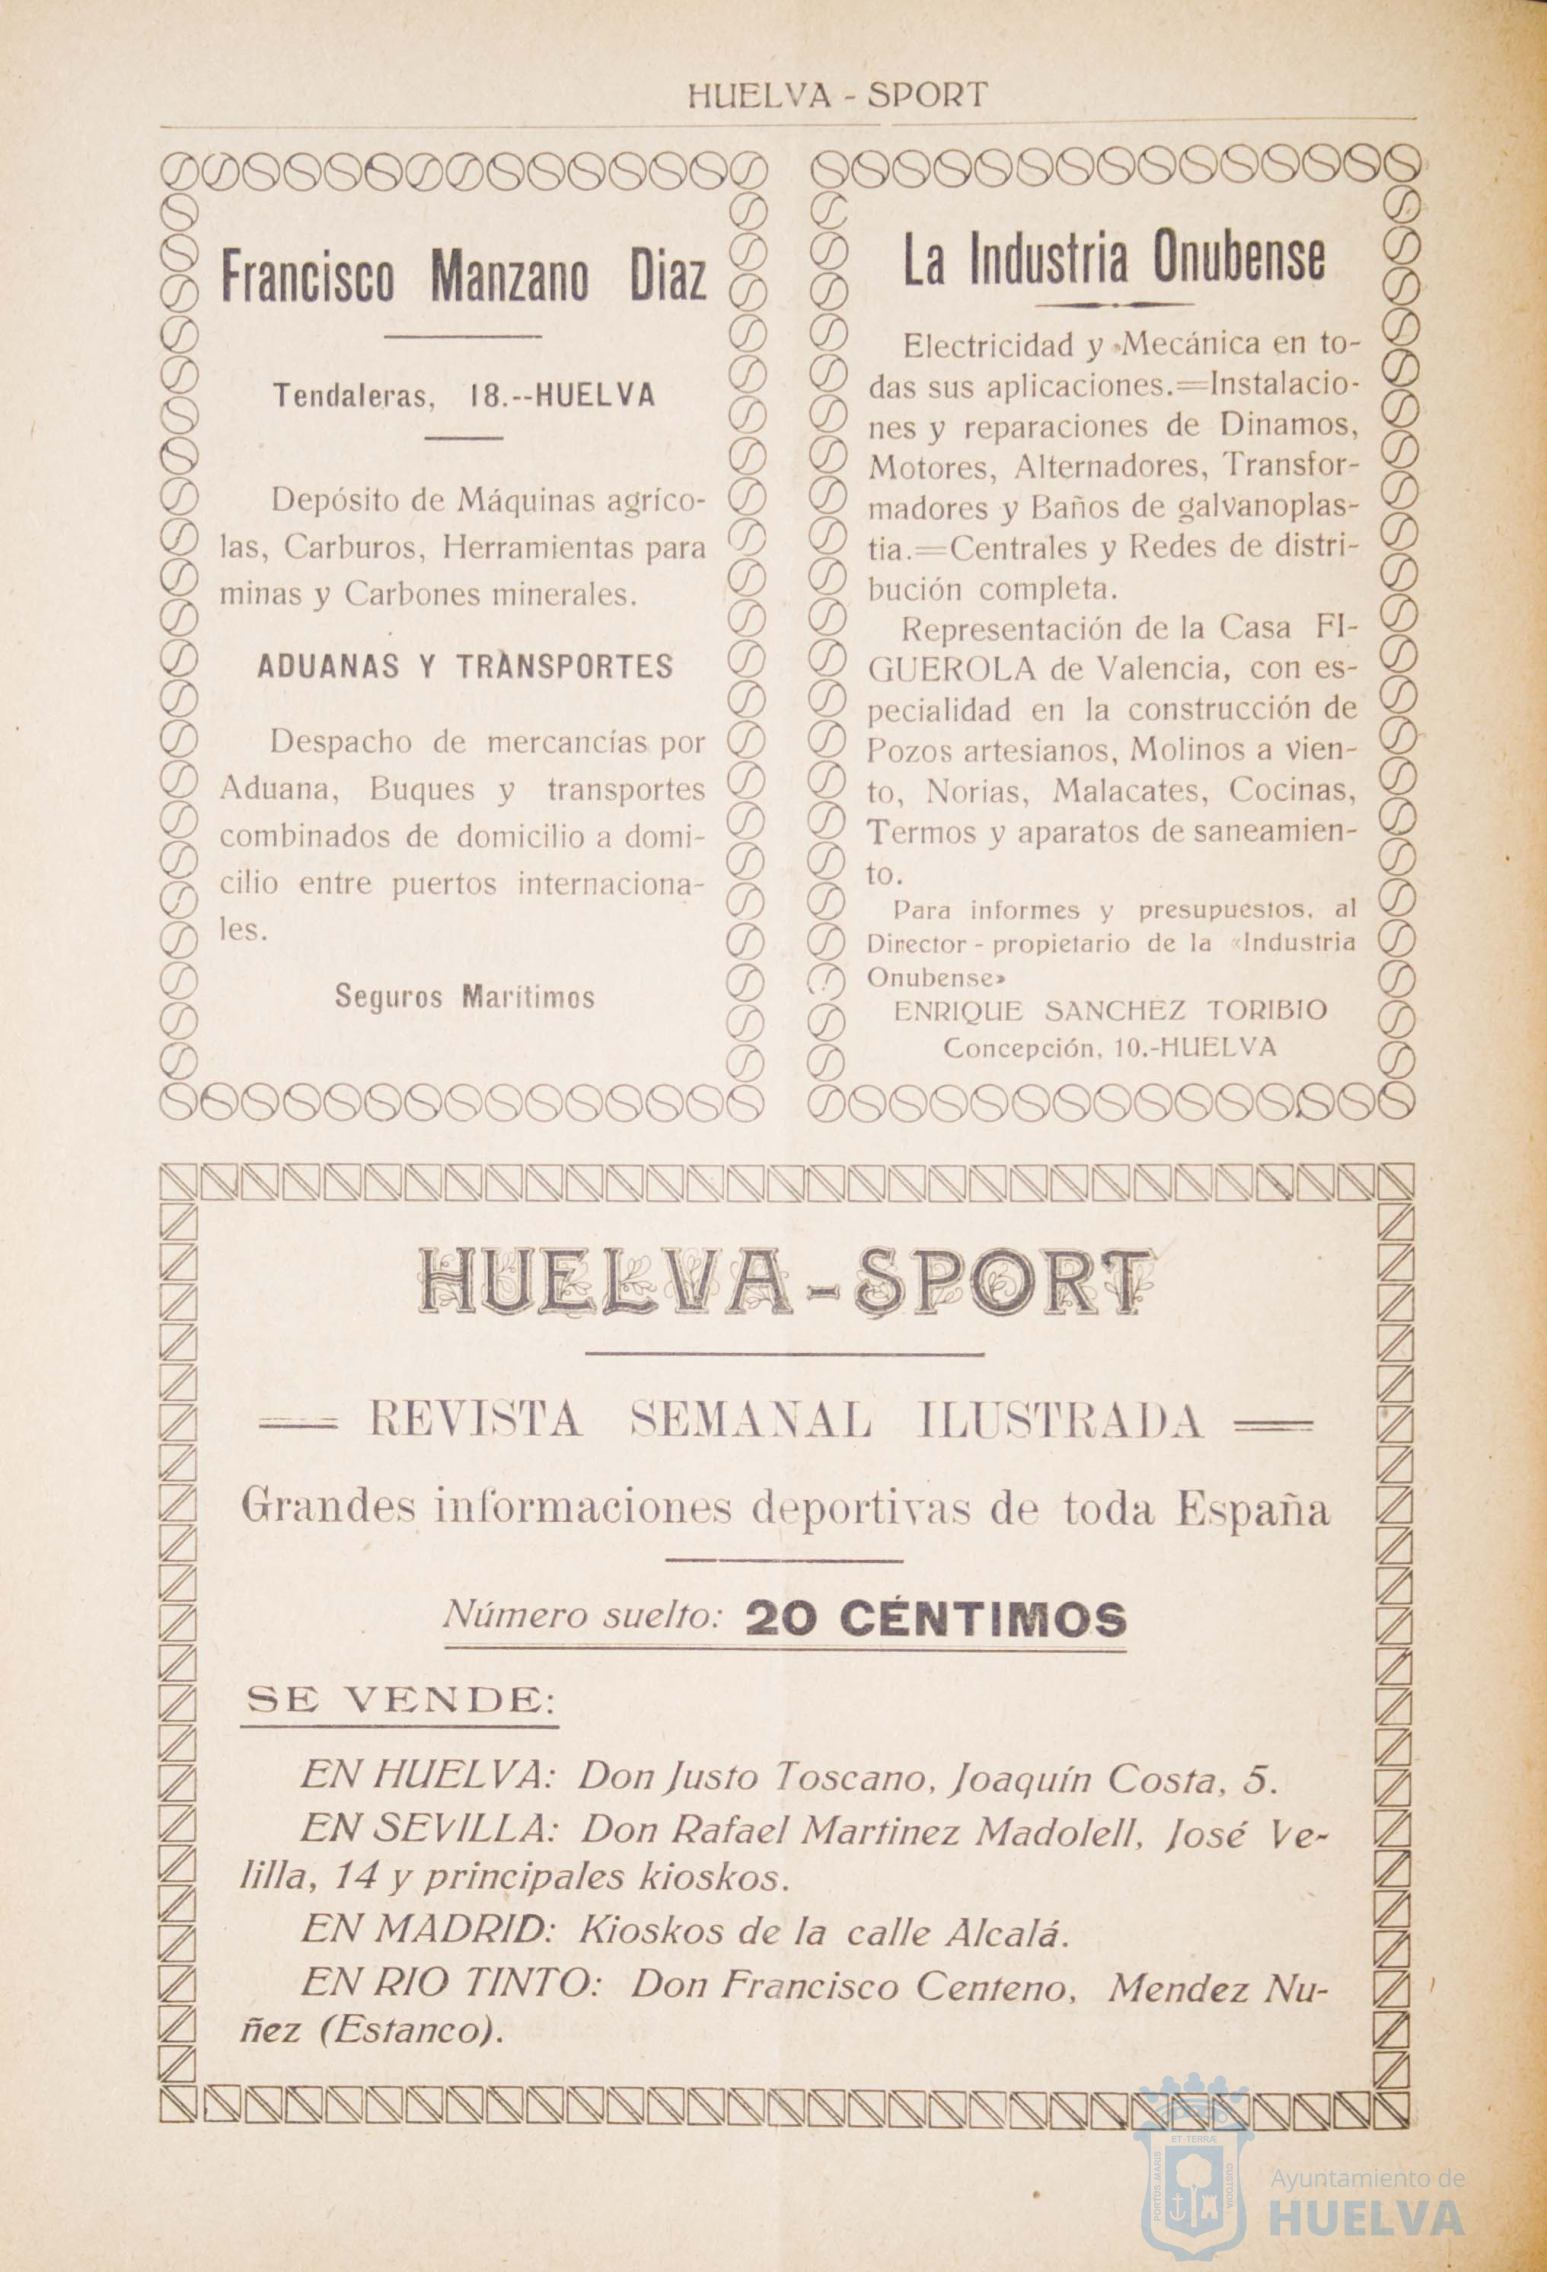 HUELVA - SPORT
Francisco Manzano Diaz
Tendaleras, 18.--HUELVA
Depósito de Máquinas agríco-
las, Carburos, Herramientas para
minas y Carbones minerales.
ADUANAS Y TRANSPORTES
Despacho de mercancías por
Aduana, Buques y transportes
combinados de domicilio a domi-
cilio entre puertos internaciona-
les.
Seguros Marítimos
La Industria Onubense
Electricidad y Mecánica en to-
das sus aplicaciones.=Instalacio-
nes y reparaciones de Dinamos,
Motores, Alternadores, Transfor-
madores y Baños de galvanoplas-
tia.=Centrales y Redes de distri-
bución completa.
Representación de la Casa FI-
GUEROLA de Valencia, con es-
pecialidad en la construcción de
Pozos artesianos, Molinos a vien-
to, Norias, Malacates, Cocinas,
Termos y aparatos de saneamien-
to.
Para informes y presupuestos, al
Director - propietario de la «Industria
Onubense»
ENRIQUE SANCHEZ TORIBIO
Concepción, 10.-HUELVA
HUELVA - SPORT
REVISTA SEMANAL ILUSTRADA
Grandes informaciones deportivas de toda España
Número suelto: 20 CÉNTIMOS
SE VENDE:
EN HUELVA: Don Justo Toscano, Joaquín Costa, 5.
EN SEVILLA: Don Rafael Martinez Madolell, José Ve-
lilla, 14 y principales kioskos.
EN MADRID: Kioskos de la calle Alcalá.
EN RIO TINTO: Don Francisco Centeno, Mendez Nu-
ñez (Estanco).
ET TERRÆ
PORTUS MARIS
CUSTODIA
Ayuntamiento de
HUELVA